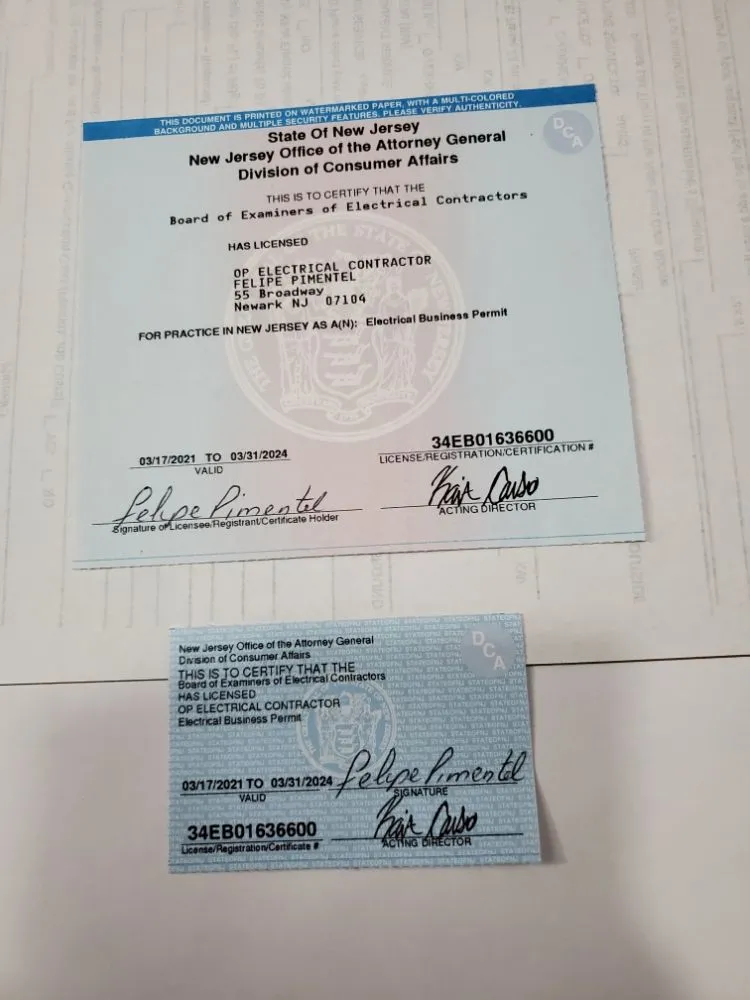 THIS DOCUMENT IS PRINTED ON WATERMARKED PAPER, WITH A MULTI-COLORED
BACKGROUND AND MULTIPLE SECURITY FEATURES. PLEASE VERIFY AUTHENTICITY.
DCA
State Of New Jersey
New Jersey Office of the Attorney General
Division of Consumer Affairs
THIS IS TO CERTIFY THAT THE
Board of Examiners of Electrical Contractors
HAS LICENSED
OP ELECTRICAL CONTRACTOR
FELIPE PIMENTEL
55 Broadway
Newark NJ 07104
FOR PRACTICE IN NEW JERSEY AS A(N): Electrical Business Permit
03/17/2021 TO 03/31/2024
VALID
34EB01636600
LICENSE/REGISTRATION/CERTIFICATION #
Felipe Pimentel
Signature of Licensee/Registrant/Certificate Holder
ACTING DIRECTOR
New Jersey Office of the Attorney General
Division of Consumer Affairs
DCA
THIS IS TO CERTIFY THAT THE
Board of Examiners of Electrical Contractors
HAS LICENSED
OP ELECTRICAL CONTRACTOR
Electrical Business Permit
03/17/2021 TO 03/31/2024
VALID
Felipe Pimentel
SIGNATURE
34EB01636600
License/Registration/Certificate #
ACTING DIRECTOR